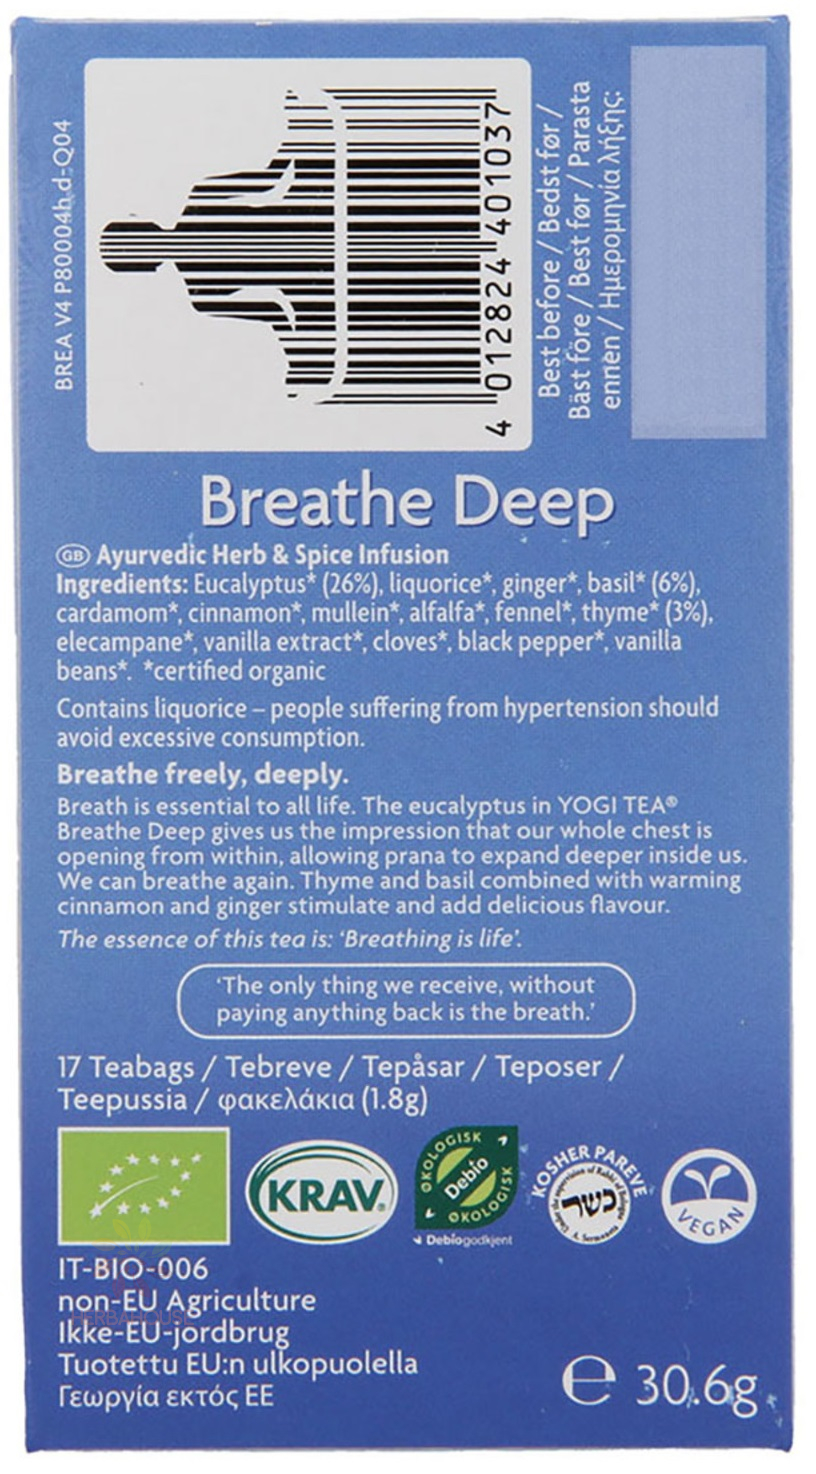 BREA V4 P80004h.d-Q04
4 012824 401037
Best before / Bedst før /
Bäst före / Best før / Parasta
ennen / Ημερομηνία λήξης:
Breathe Deep
GB Ayurvedic Herb & Spice Infusion
Ingredients: Eucalyptus* (26%), liquorice*, ginger*, basil* (6%),
cardamom*, cinnamon*, mullein*, alfalfa*, fennel*, thyme* (3%),
elecampane*, vanilla extract*, cloves*, black pepper*, vanilla
beans*. *certified organic
Contains liquorice – people suffering from hypertension should
avoid excessive consumption.
Breathe freely, deeply.
Breath is essential to all life. The eucalyptus in YOGI TEA®
Breathe Deep gives us the impression that our whole chest is
opening from within, allowing prana to expand deeper inside us.
We can breathe again. Thyme and basil combined with warming
cinnamon and ginger stimulate and add delicious flavour.
The essence of this tea is: ‘Breathing is life’.
‘The only thing we receive, without
paying anything back is the breath.’
17 Teabags / Tebreve / Tepåsar / Teposer /
Teepussia / φακελάκια (1.8g)
KRAV®
ØKOLOGISK
Debio
ØKOLOGISK
ØKOLOGISK
Debiogodkjent
KOSHER PAREVE
כשר
VEGAN
IT-BIO-006
non-EU Agriculture
HERBAHOUSE
Ikke-EU-jordbrug
Tuotettu EU:n ulkopuolella
Γεωργία εκτός ΕΕ
e 30.6g